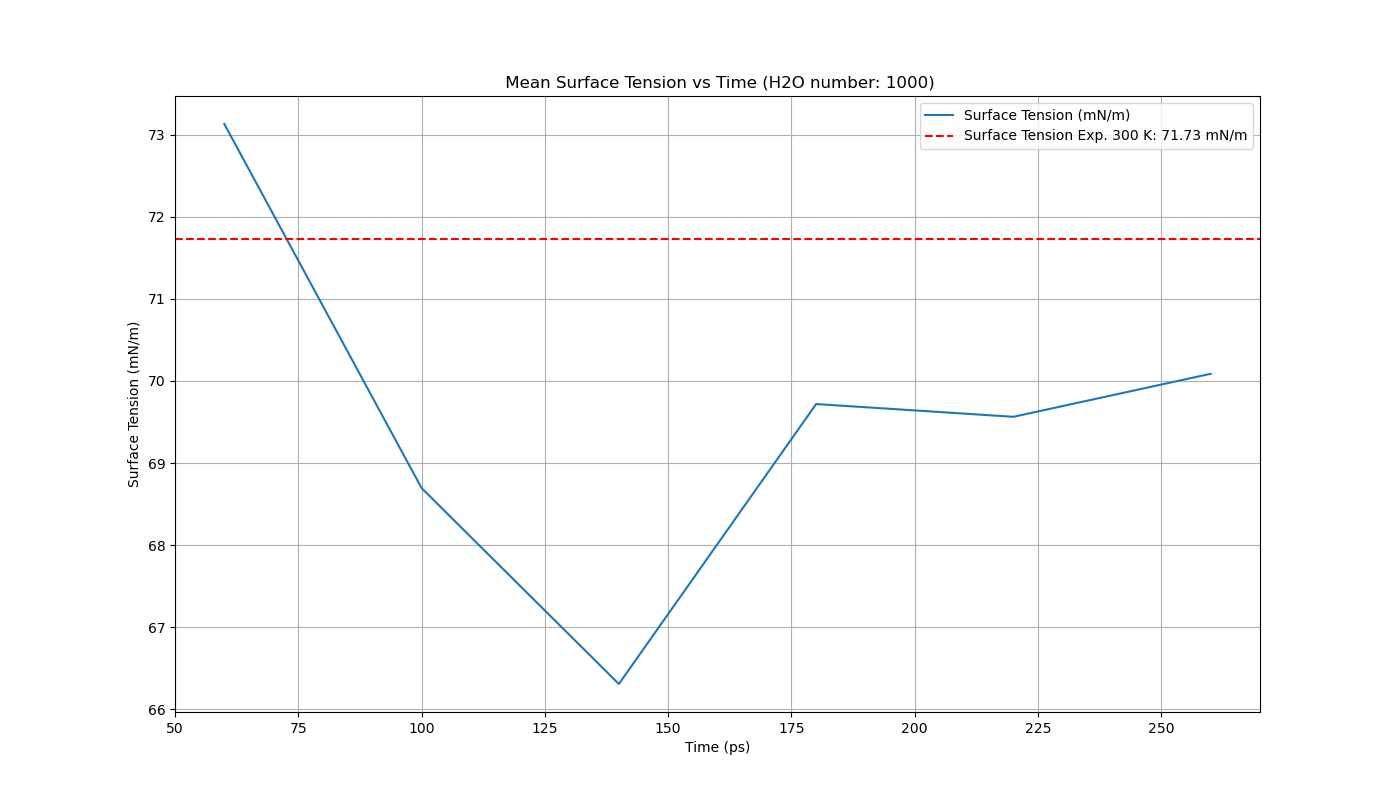 Mean Surface Tension vs Time (H2O number: 1000)
Surface Tension (mN/m)
Surface Tension Exp. 300 K: 71.73 mN/m
Surface Tension (mN/m)
73
72
71
70
69
68
67
66
50 75 100 125 150 175 200 225 250
Time (ps)